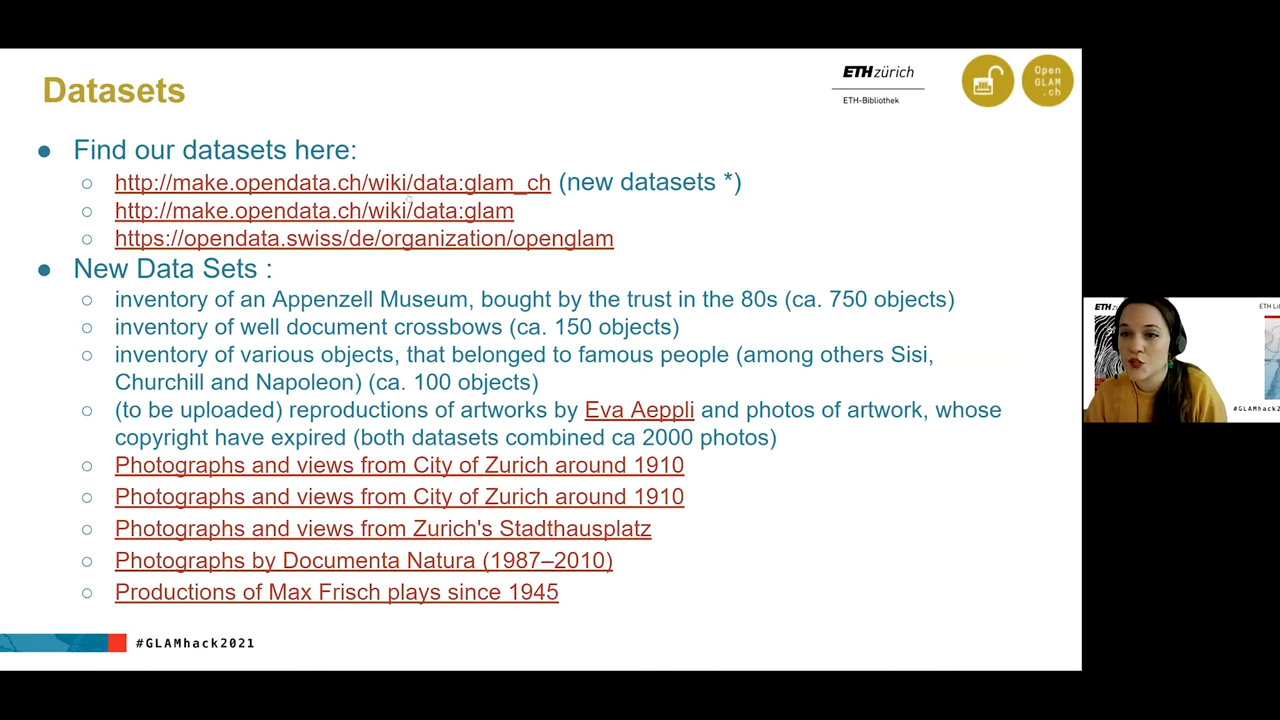 Datasets
ETH zürich
ETH-Bibliothek
Open
GLAM
.ch
● Find our datasets here:
○ http://make.opendata.ch/wiki/data:glam_ch (new datasets *)
○ http://make.opendata.ch/wiki/data:glam
○ https://opendata.swiss/de/organization/openglam
● New Data Sets :
○ inventory of an Appenzell Museum, bought by the trust in the 80s (ca. 750 objects)
○ inventory of well document crossbows (ca. 150 objects)
○ inventory of various objects, that belonged to famous people (among others Sisi,
Churchill and Napoleon) (ca. 100 objects)
○ (to be uploaded) reproductions of artworks by Eva Aeppli and photos of artwork, whose
copyright have expired (both datasets combined ca 2000 photos)
○ Photographs and views from City of Zurich around 1910
○ Photographs and views from City of Zurich around 1910
○ Photographs and views from Zurich's Stadthausplatz
○ Photographs by Documenta Natura (1987–2010)
○ Productions of Max Frisch plays since 1945
#GLAMhack2021
ETH
ETH Li
#GLAMhack2